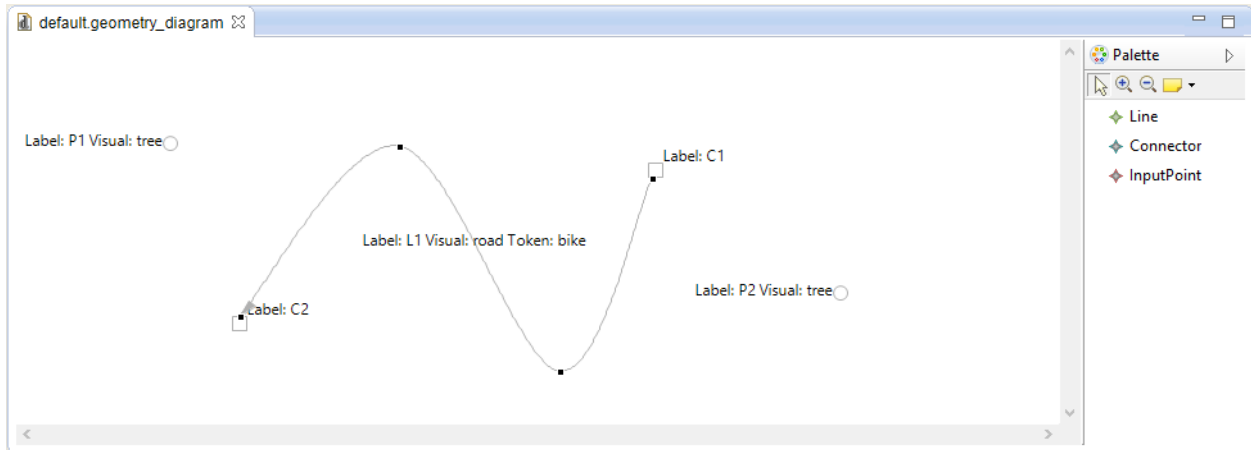 default.geometry_diagram
Palette
Line
Connector
InputPoint
Label: P1 Visual: tree
Label: C1
Label: L1 Visual: road Token: bike
Label: P2 Visual: tree
Label: C2